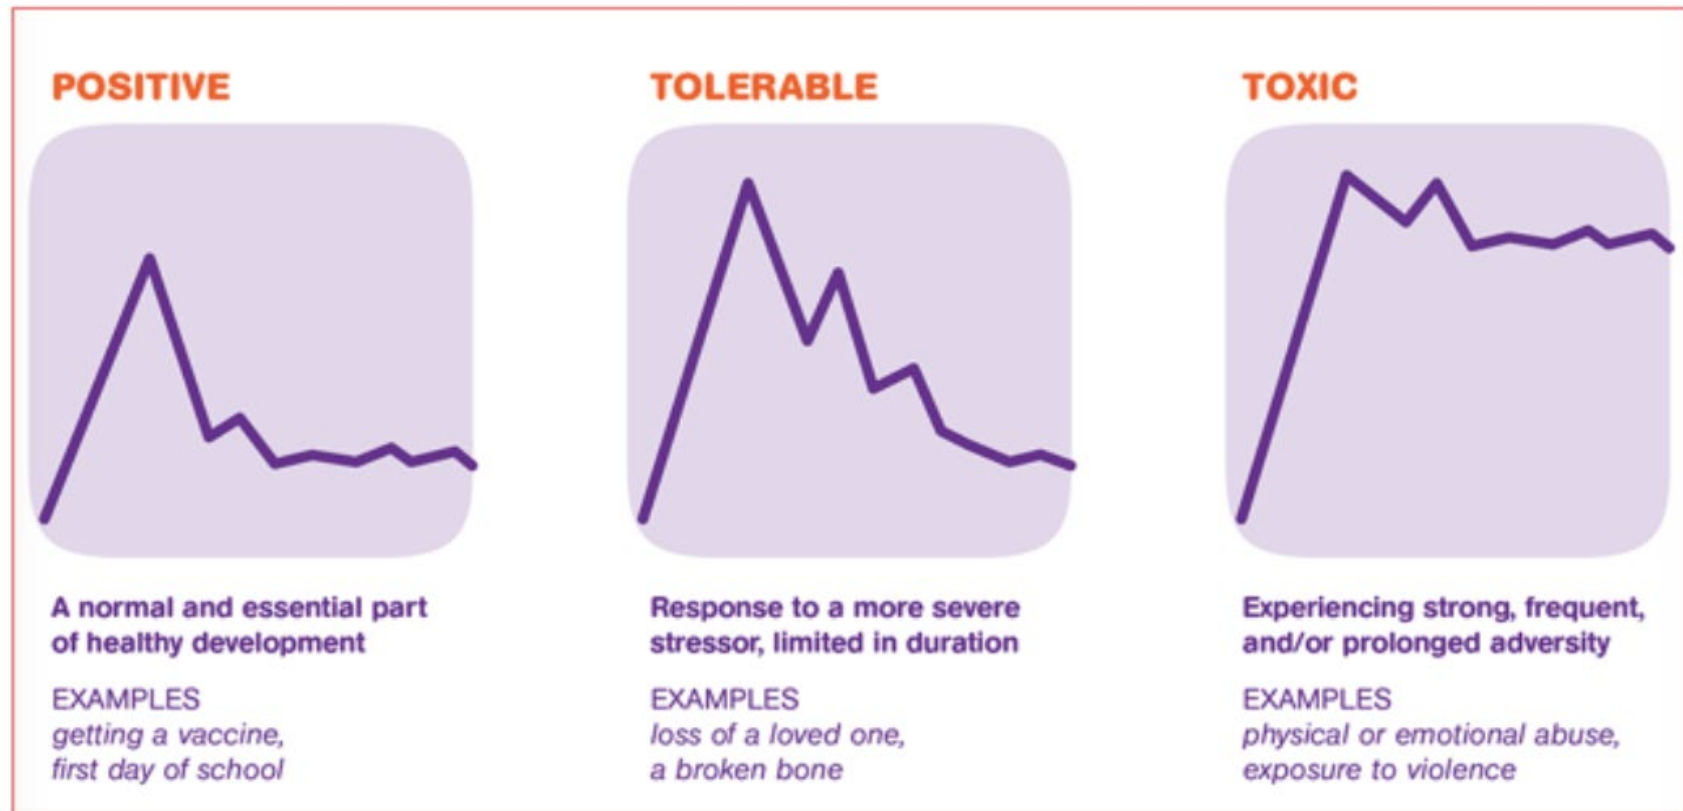 POSITIVE
A normal and essential part
of healthy development
EXAMPLES
getting a vaccine,
first day of school
TOLERABLE
Response to a more severe
stressor, limited in duration
EXAMPLES
loss of a loved one,
a broken bone
TOXIC
Experiencing strong, frequent,
and/or prolonged adversity
EXAMPLES
physical or emotional abuse,
exposure to violence